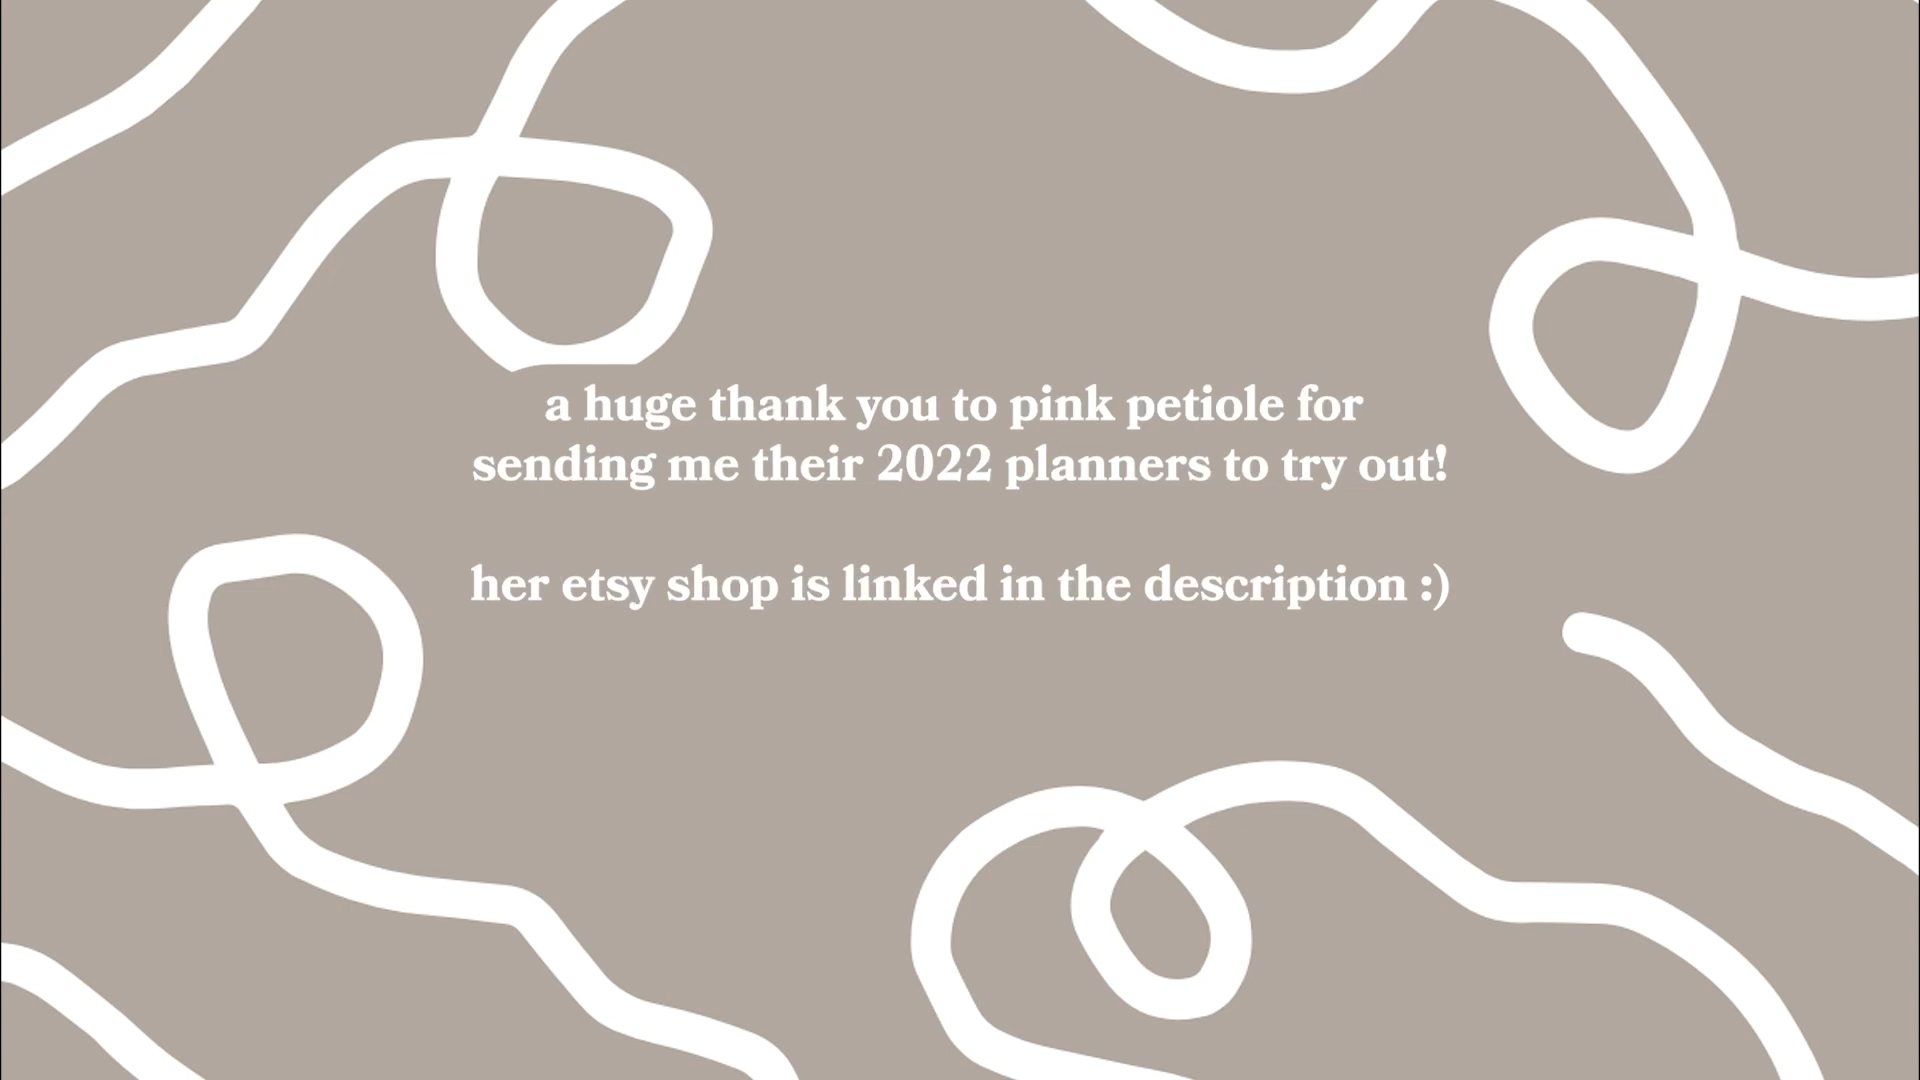 a huge thank you to pink petiole for
sending me their 2022 planners to try out!
her etsy shop is linked in the description :)